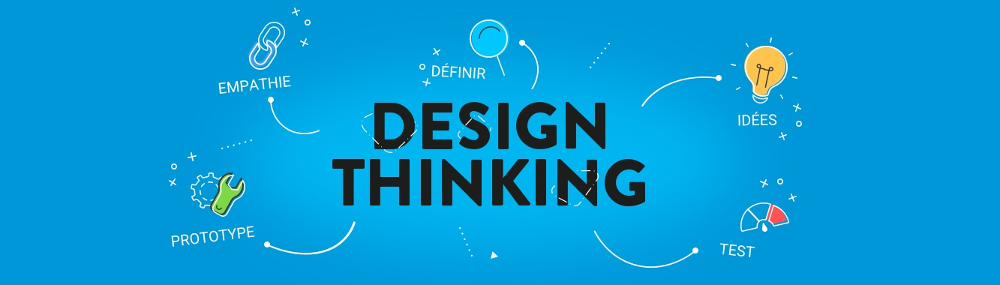 EMPATHIE
DÉFINIR
IDÉES
DESIGN
THINKING
PROTOTYPE
TEST